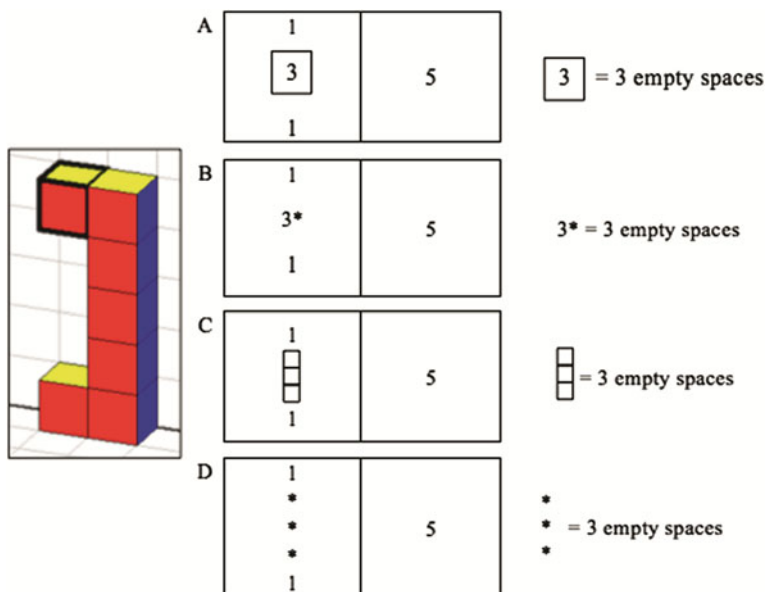 A
1
3
1
5
3 = 3 empty spaces
B
1
3*
1
5
3* = 3 empty spaces
C
1
1
5
= 3 empty spaces
D
1
*
*
*
1
5
*
* = 3 empty spaces
*